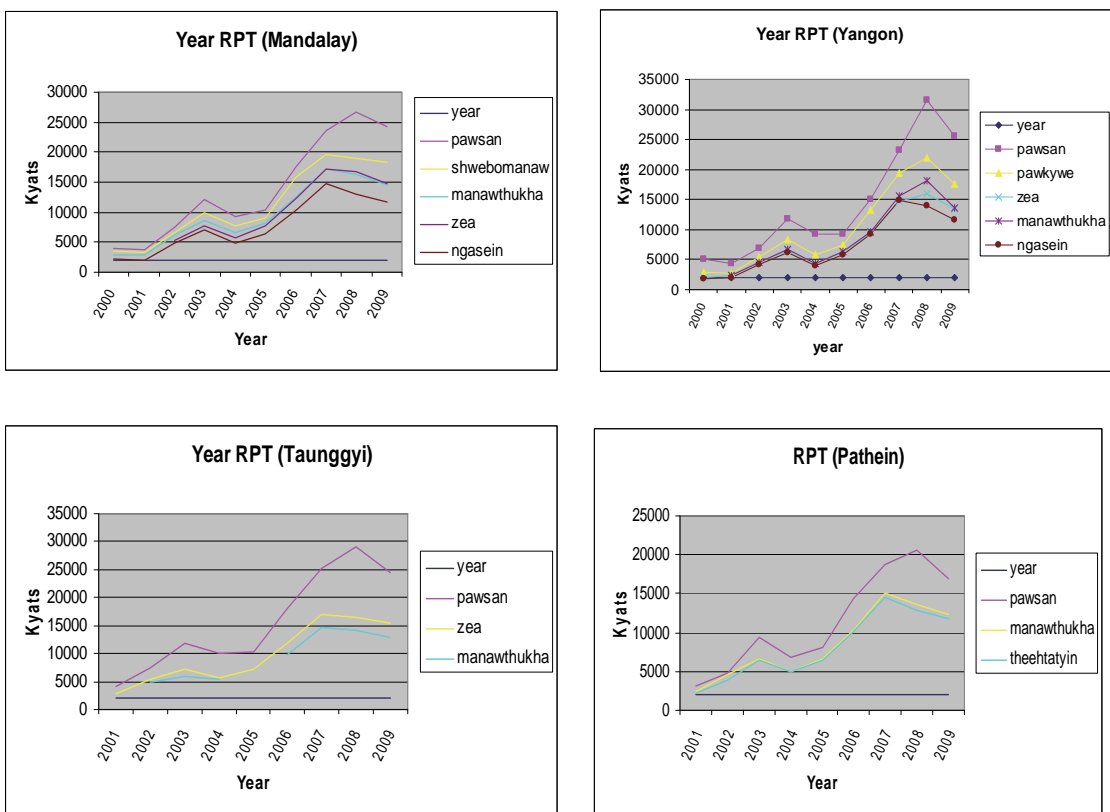 Year RPT (Mandalay)
30000
25000
20000
15000
10000
5000
0
Kyats
2000
2001
2002
2003
2004
2005
2006
2007
2008
2009
Year
year
pawsan
shwebomanaw
manawthukha
zea
ngasein
Year RPT (Yangon)
35000
30000
25000
20000
15000
10000
5000
0
Kyats
2000
2001
2002
2003
2004
2005
2006
2007
2008
2009
year
year
pawsan
pawkywe
zea
manawthukha
ngasein
Year RPT (Taunggyi)
35000
30000
25000
20000
15000
10000
5000
0
Kyats
2001
2002
2003
2004
2005
2006
2007
2008
2009
Year
year
pawsan
zea
manawthukha
RPT (Pathein)
25000
20000
15000
10000
5000
0
Kyats
2001
2002
2003
2004
2005
2006
2007
2008
2009
Year
year
pawsan
manawthukha
theehtatyin